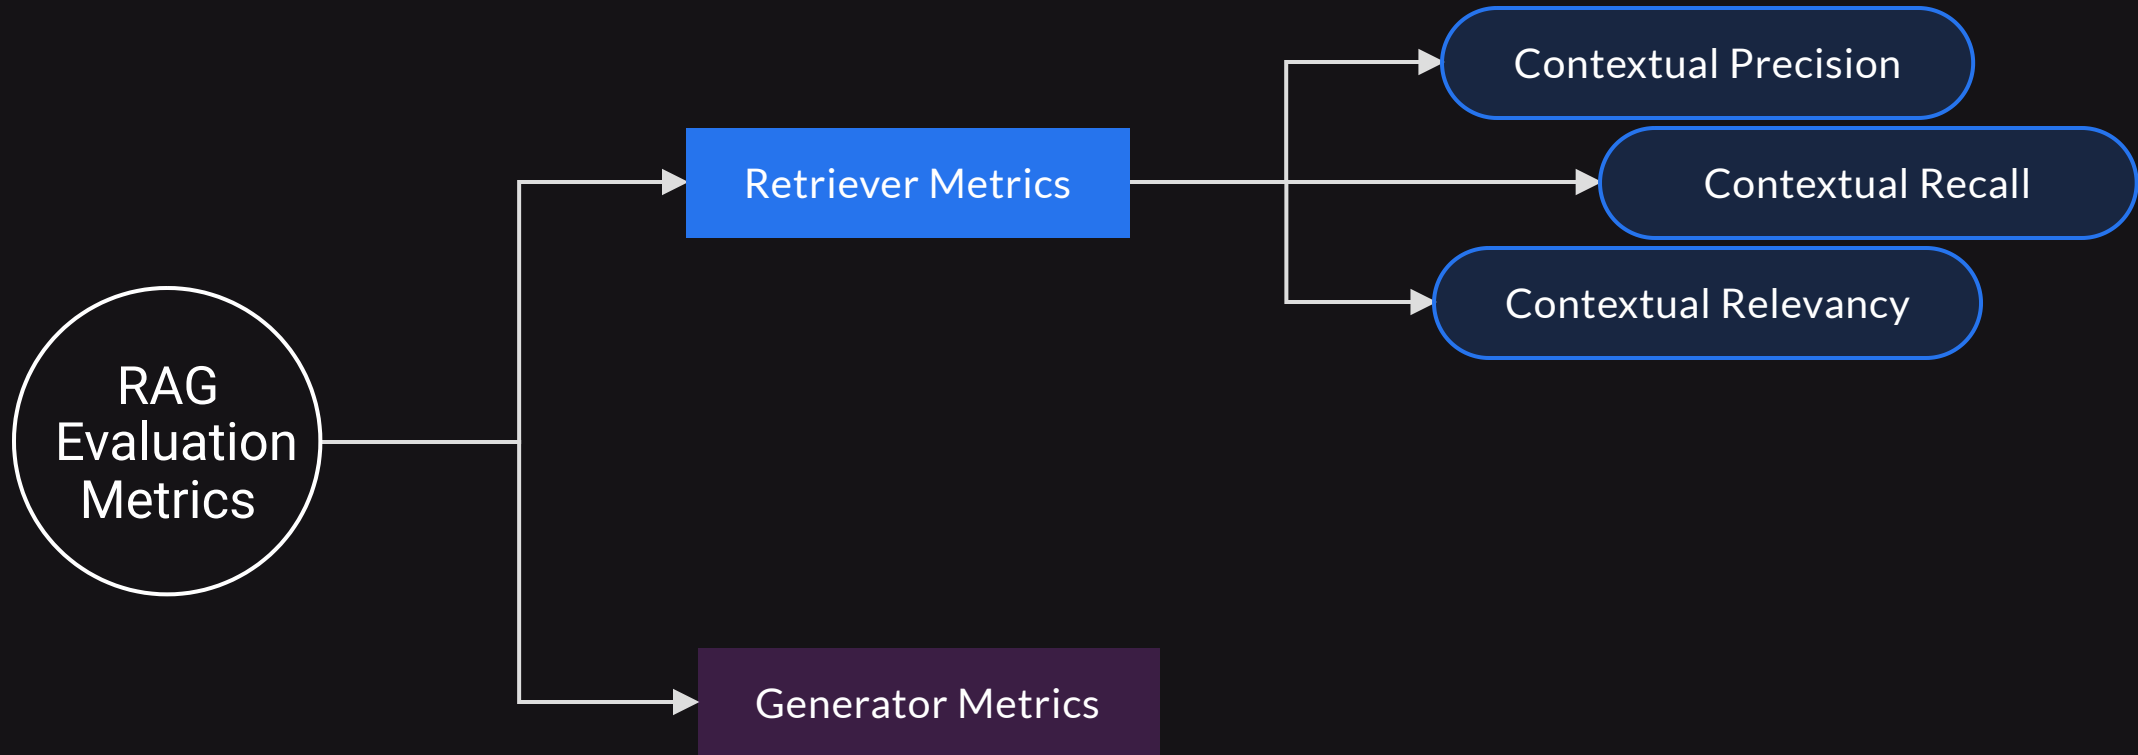 RAG
Evaluation
Metrics
Retriever Metrics
Contextual Precision
Contextual Recall
Contextual Relevancy
Generator Metrics